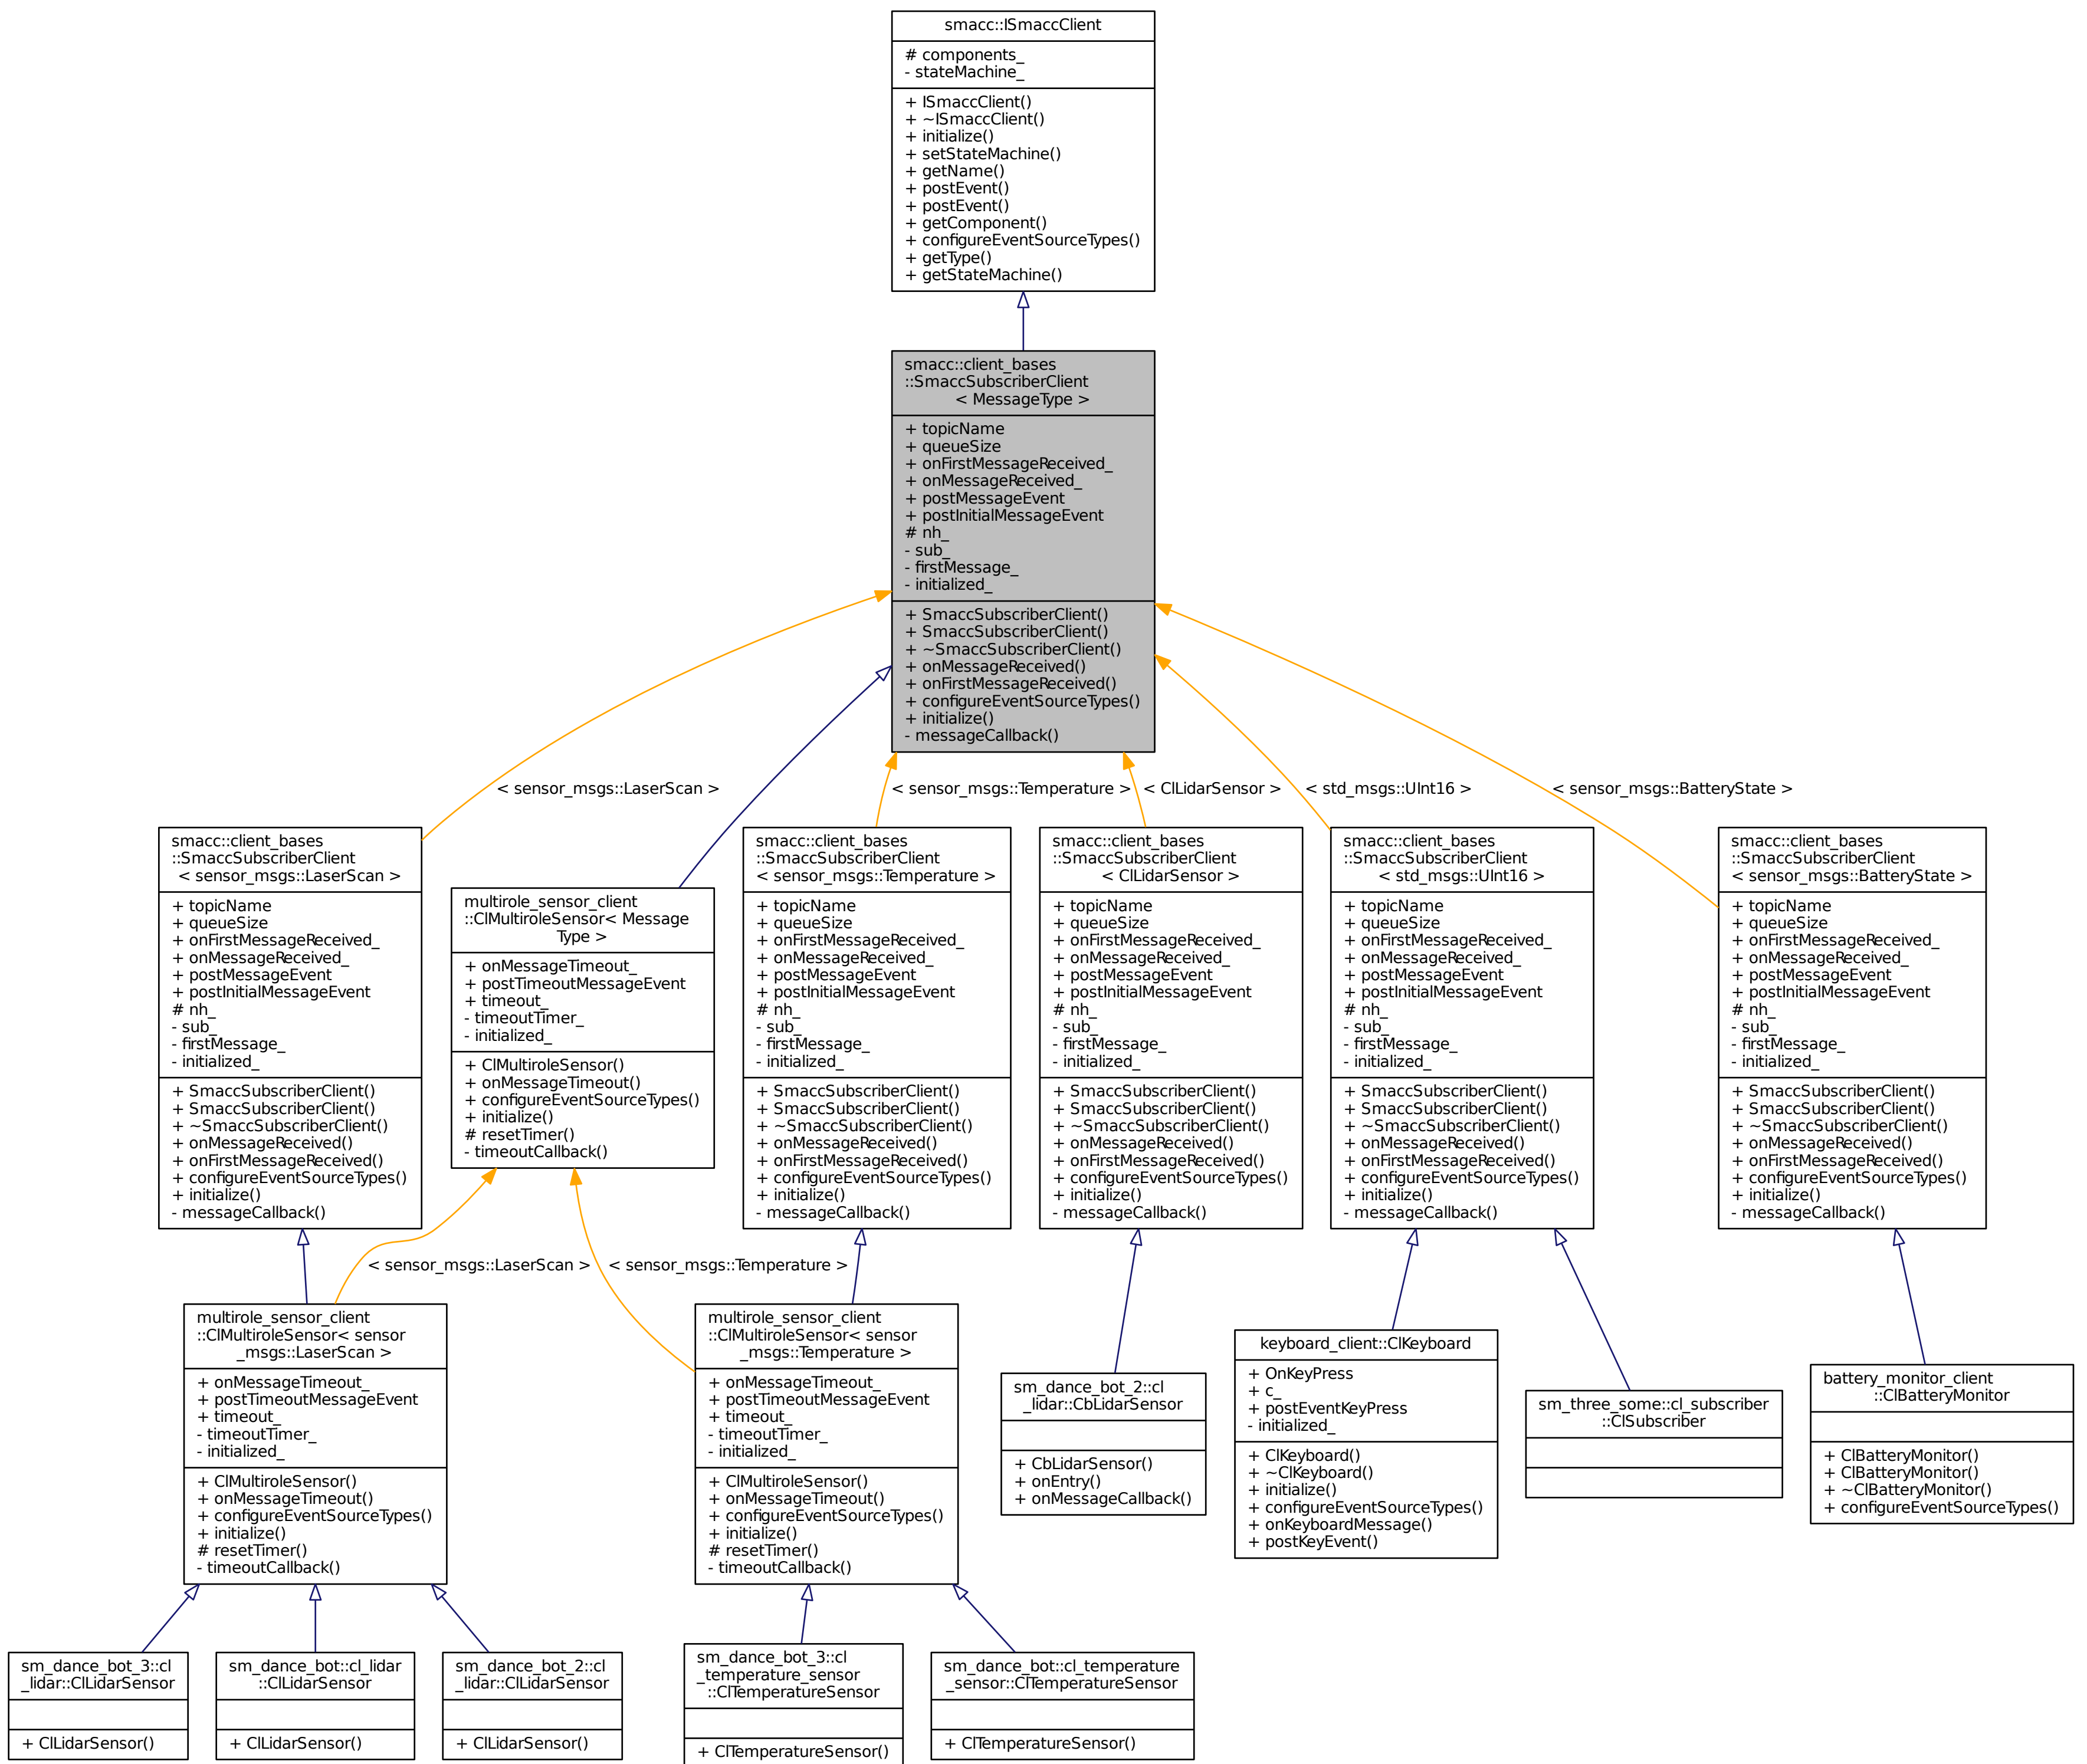 smacc::ISmaccClient
# components_
- stateMachine_
+ ISmaccClient()
+ ~ISmaccClient()
+ initialize()
+ setStateMachine()
+ getName()
+ postEvent()
+ postEvent()
+ getComponent()
+ configureEventSourceTypes()
+ getType()
+ getStateMachine()
smacc::client_bases
::SmaccSubscriberClient
< MessageType >
+ topicName
+ queueSize
+ onFirstMessageReceived_
+ onMessageReceived_
+ postMessageEvent
+ postInitialMessageEvent
# nh_
- sub_
- firstMessage_
- initialized_
+ SmaccSubscriberClient()
+ SmaccSubscriberClient()
+ ~SmaccSubscriberClient()
+ onMessageReceived()
+ onFirstMessageReceived()
+ configureEventSourceTypes()
+ initialize()
- messageCallback()
< sensor_msgs::LaserScan >
< sensor_msgs::Temperature >
< ClLidarSensor >
< std_msgs::UInt16 >
< sensor_msgs::BatteryState >
smacc::client_bases
::SmaccSubscriberClient
< sensor_msgs::LaserScan >
+ topicName
+ queueSize
+ onFirstMessageReceived_
+ onMessageReceived_
+ postMessageEvent
+ postInitialMessageEvent
# nh_
- sub_
- firstMessage_
- initialized_
+ SmaccSubscriberClient()
+ SmaccSubscriberClient()
+ ~SmaccSubscriberClient()
+ onMessageReceived()
+ onFirstMessageReceived()
+ configureEventSourceTypes()
+ initialize()
- messageCallback()
multirole_sensor_client
::ClMultiroleSensor< Message
Type >
+ onMessageTimeout_
+ postTimeoutMessageEvent
+ timeout_
- timeoutTimer_
- initialized_
+ ClMultiroleSensor()
+ onMessageTimeout()
+ configureEventSourceTypes()
+ initialize()
# resetTimer()
- timeoutCallback()
smacc::client_bases
::SmaccSubscriberClient
< sensor_msgs::Temperature >
+ topicName
+ queueSize
+ onFirstMessageReceived_
+ onMessageReceived_
+ postMessageEvent
+ postInitialMessageEvent
# nh_
- sub_
- firstMessage_
- initialized_
+ SmaccSubscriberClient()
+ SmaccSubscriberClient()
+ ~SmaccSubscriberClient()
+ onMessageReceived()
+ onFirstMessageReceived()
+ configureEventSourceTypes()
+ initialize()
- messageCallback()
smacc::client_bases
::SmaccSubscriberClient
< ClLidarSensor >
+ topicName
+ queueSize
+ onFirstMessageReceived_
+ onMessageReceived_
+ postMessageEvent
+ postInitialMessageEvent
# nh_
- sub_
- firstMessage_
- initialized_
+ SmaccSubscriberClient()
+ SmaccSubscriberClient()
+ ~SmaccSubscriberClient()
+ onMessageReceived()
+ onFirstMessageReceived()
+ configureEventSourceTypes()
+ initialize()
- messageCallback()
smacc::client_bases
::SmaccSubscriberClient
< std_msgs::UInt16 >
+ topicName
+ queueSize
+ onFirstMessageReceived_
+ onMessageReceived_
+ postMessageEvent
+ postInitialMessageEvent
# nh_
- sub_
- firstMessage_
- initialized_
+ SmaccSubscriberClient()
+ SmaccSubscriberClient()
+ ~SmaccSubscriberClient()
+ onMessageReceived()
+ onFirstMessageReceived()
+ configureEventSourceTypes()
+ initialize()
- messageCallback()
smacc::client_bases
::SmaccSubscriberClient
< sensor_msgs::BatteryState >
+ topicName
+ queueSize
+ onFirstMessageReceived_
+ onMessageReceived_
+ postMessageEvent
+ postInitialMessageEvent
# nh_
- sub_
- firstMessage_
- initialized_
+ SmaccSubscriberClient()
+ SmaccSubscriberClient()
+ ~SmaccSubscriberClient()
+ onMessageReceived()
+ onFirstMessageReceived()
+ configureEventSourceTypes()
+ initialize()
- messageCallback()
< sensor_msgs::LaserScan >
< sensor_msgs::Temperature >
multirole_sensor_client
::ClMultiroleSensor< sensor
_msgs::LaserScan >
+ onMessageTimeout_
+ postTimeoutMessageEvent
+ timeout_
- timeoutTimer_
- initialized_
+ ClMultiroleSensor()
+ onMessageTimeout()
+ configureEventSourceTypes()
+ initialize()
# resetTimer()
- timeoutCallback()
multirole_sensor_client
::ClMultiroleSensor< sensor
_msgs::Temperature >
+ onMessageTimeout_
+ postTimeoutMessageEvent
+ timeout_
- timeoutTimer_
- initialized_
+ ClMultiroleSensor()
+ onMessageTimeout()
+ configureEventSourceTypes()
+ initialize()
# resetTimer()
- timeoutCallback()
sm_dance_bot_2::cl
_lidar::CbLidarSensor
+ CbLidarSensor()
+ onEntry()
+ onMessageCallback()
keyboard_client::ClKeyboard
+ OnKeyPress
+ c_
+ postEventKeyPress
- initialized_
+ ClKeyboard()
+ ~ClKeyboard()
+ initialize()
+ configureEventSourceTypes()
+ onKeyboardMessage()
+ postKeyEvent()
sm_three_some::cl_subscriber
::ClSubscriber
battery_monitor_client
::ClBatteryMonitor
+ ClBatteryMonitor()
+ ClBatteryMonitor()
+ ~ClBatteryMonitor()
+ configureEventSourceTypes()
sm_dance_bot_3::cl
_lidar::ClLidarSensor
+ ClLidarSensor()
sm_dance_bot::cl_lidar
::ClLidarSensor
+ ClLidarSensor()
sm_dance_bot_2::cl
_lidar::ClLidarSensor
+ ClLidarSensor()
sm_dance_bot_3::cl
_temperature_sensor
::ClTemperatureSensor
+ ClTemperatureSensor()
sm_dance_bot::cl_temperature
_sensor::ClTemperatureSensor
+ ClTemperatureSensor()